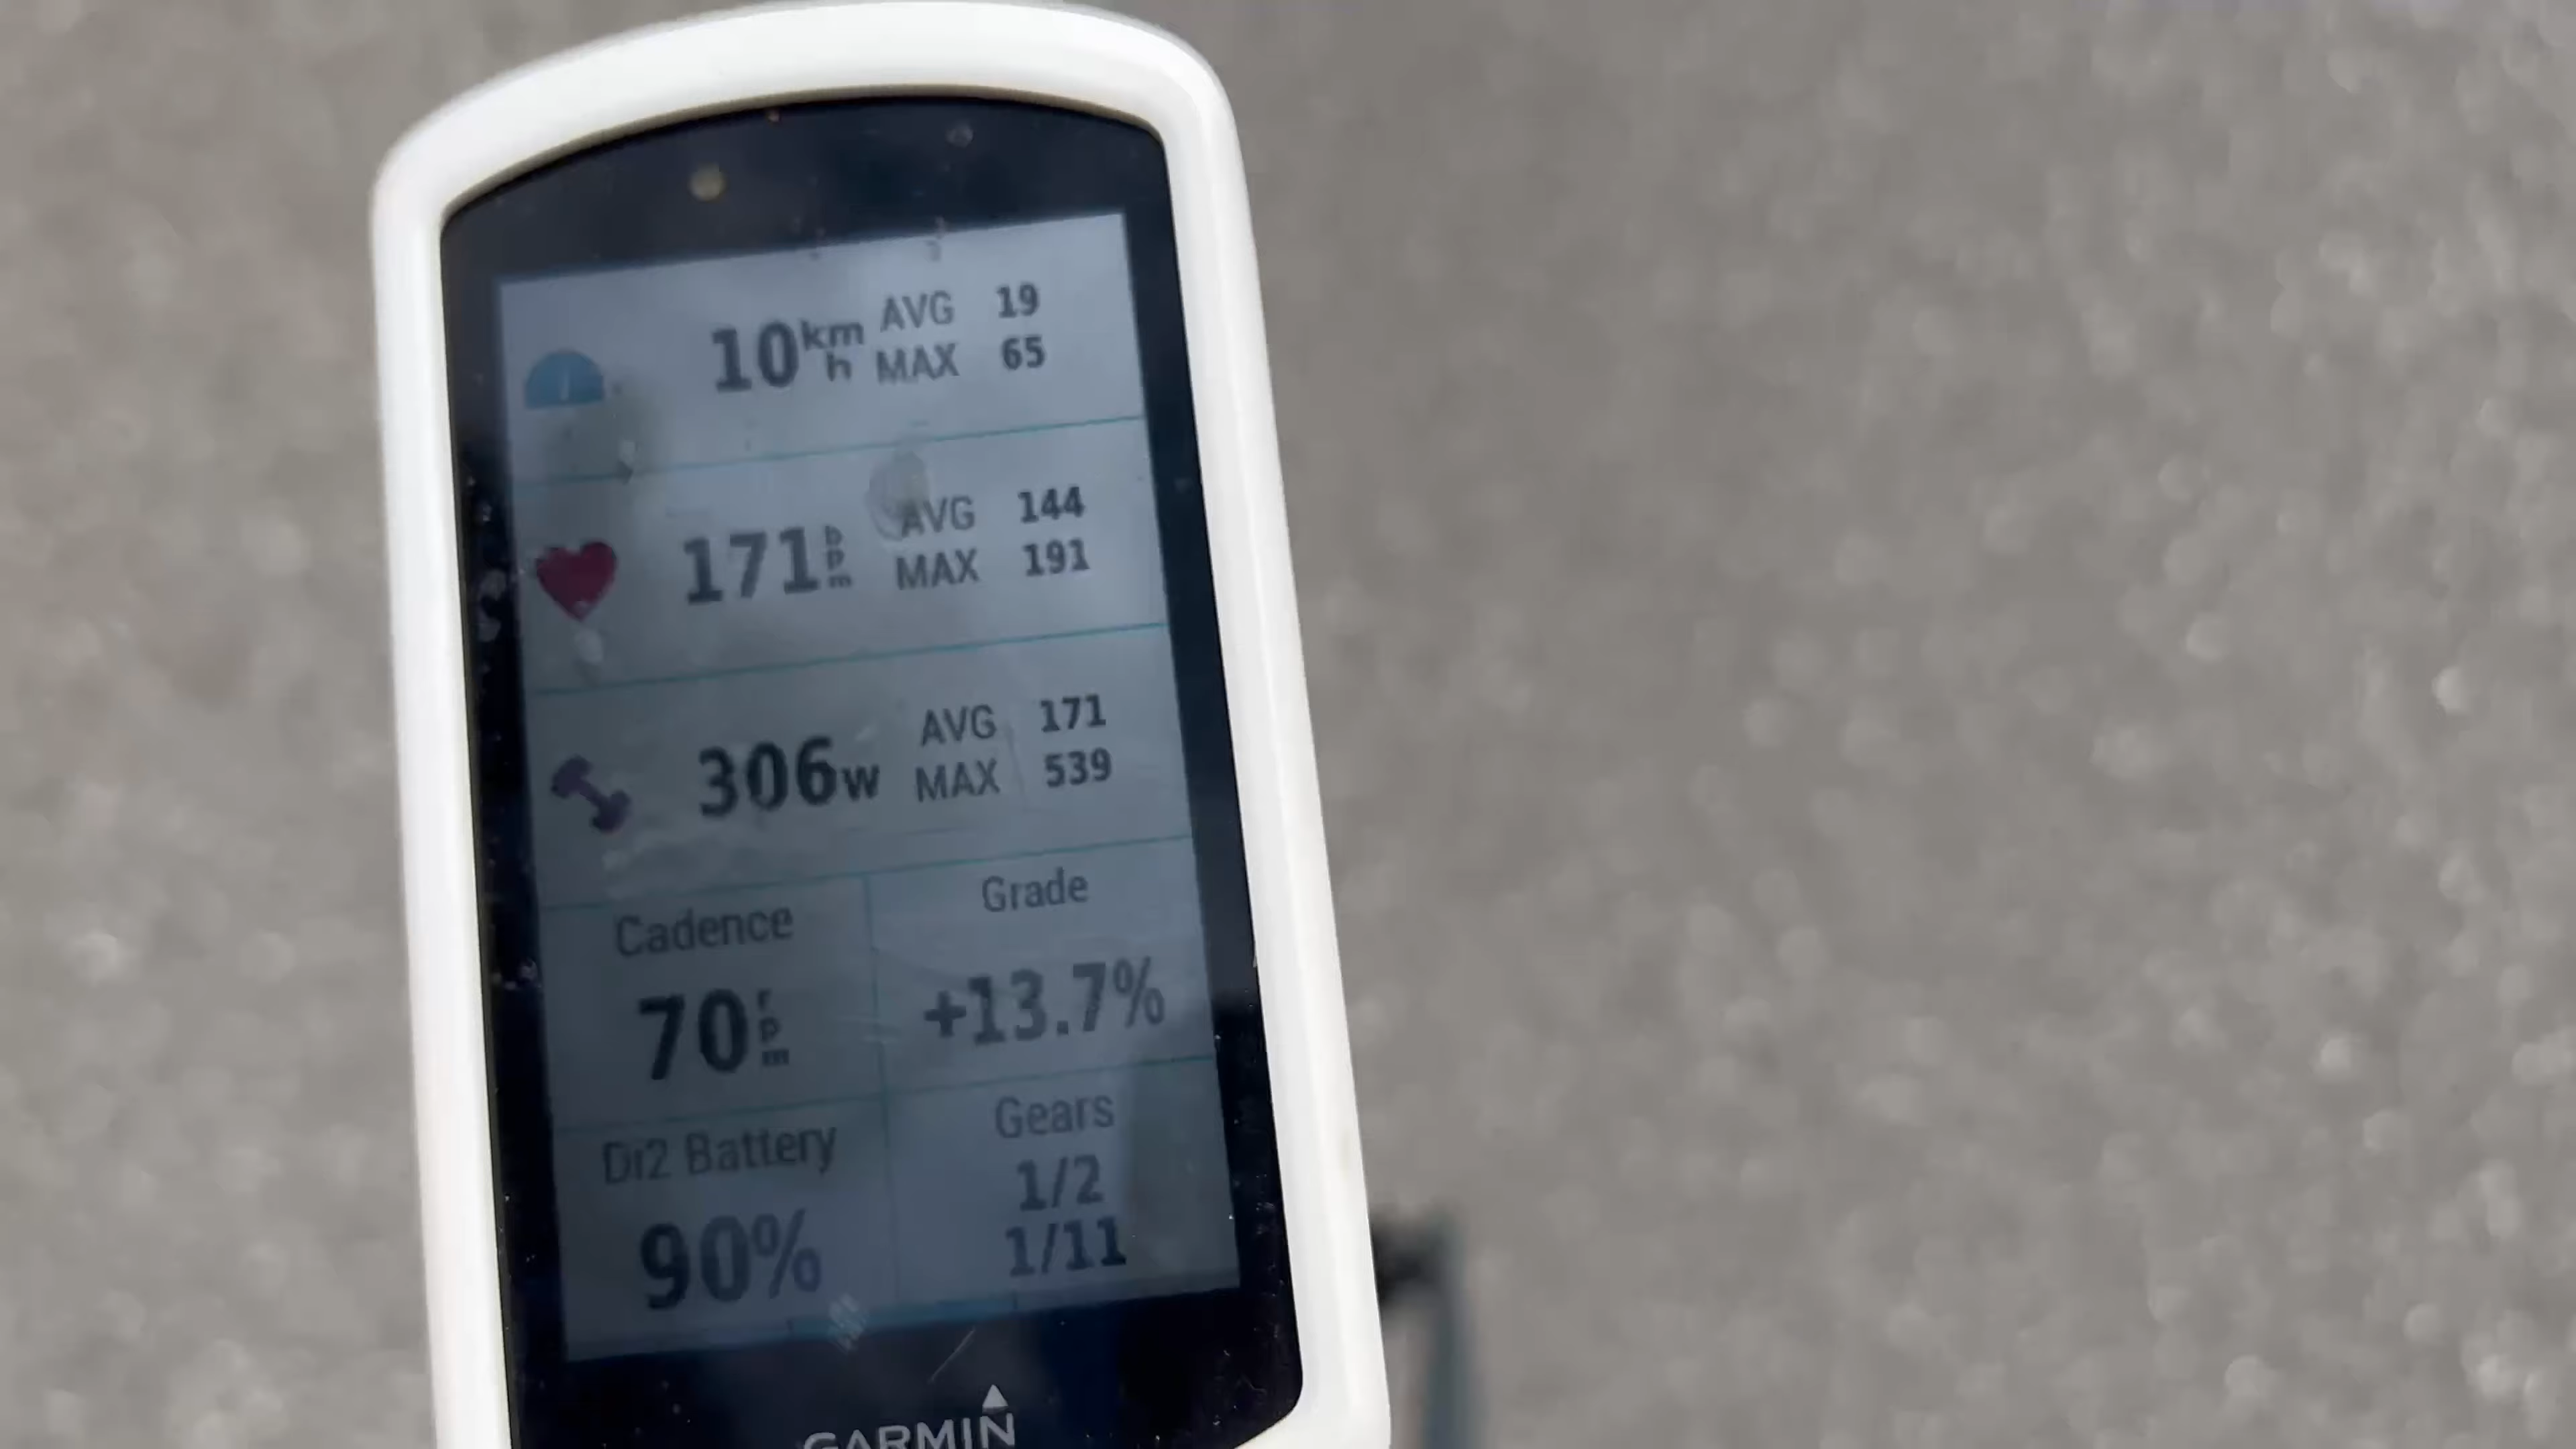 10 km/h AVG 19
MAX 65
171 bpm AVG 144
MAX 191
306w AVG 171
MAX 539
Cadence Grade
70 rpm +13.7%
Di2 Battery Gears
90% 1/2
1/11
GARMIN